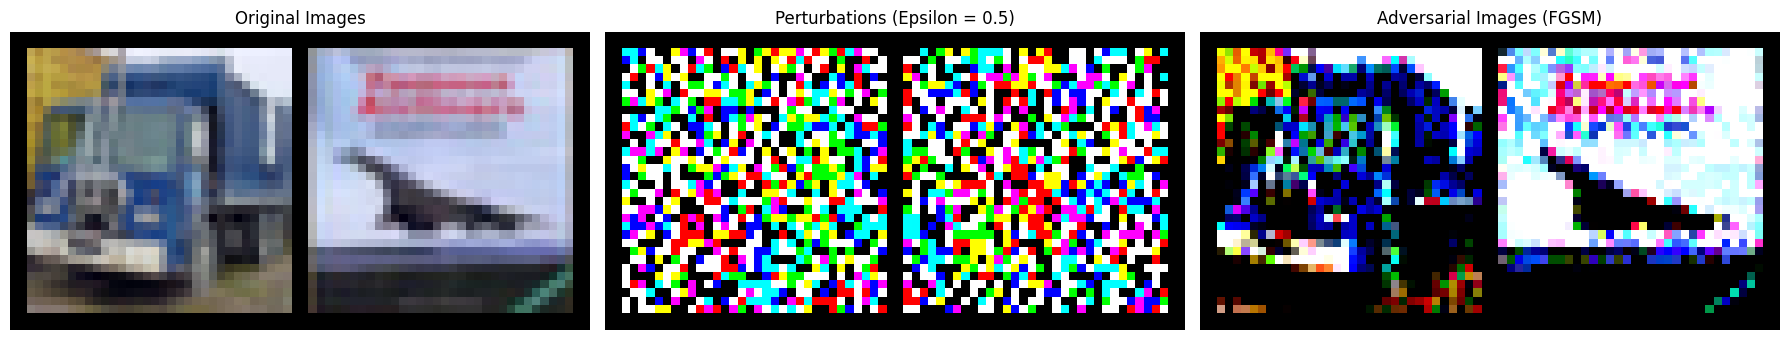 Original Images
Perturbations (Epsilon = 0.5)
Adversarial Images (FGSM)